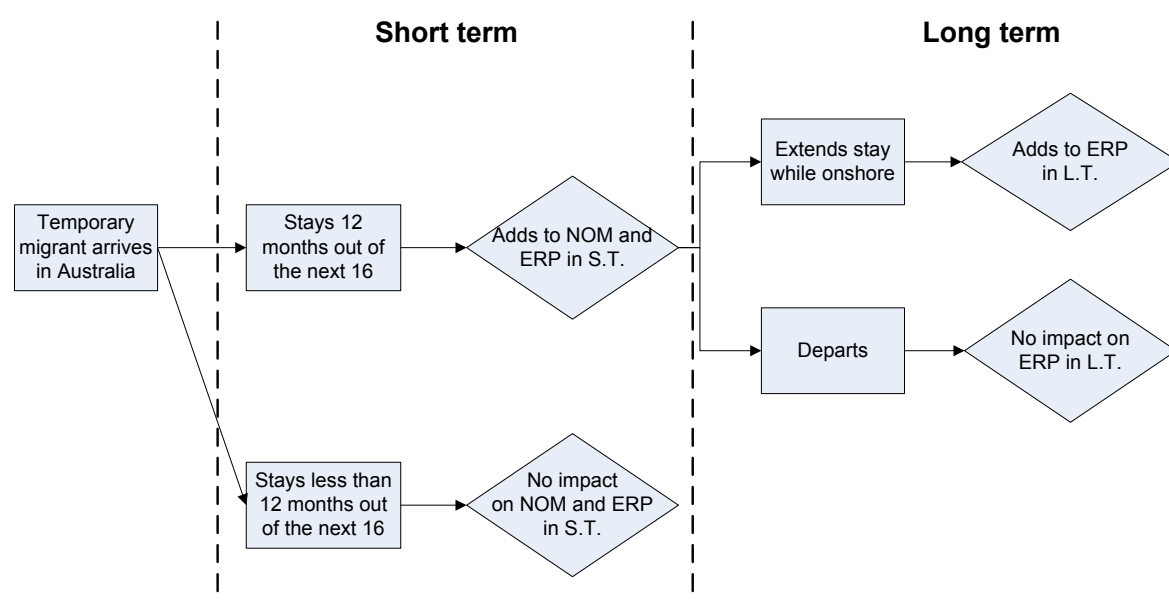 Short term
Long term
Temporary
migrant arrives
in Australia
Stays 12
months out of
the next 16
Adds to NOM and
ERP in S.T.
Extends stay
while onshore
Adds to ERP
in L.T.
Departs
No impact on
ERP in L.T.
Stays less than
12 months out
of the next 16
No impact
on NOM and ERP
in S.T.